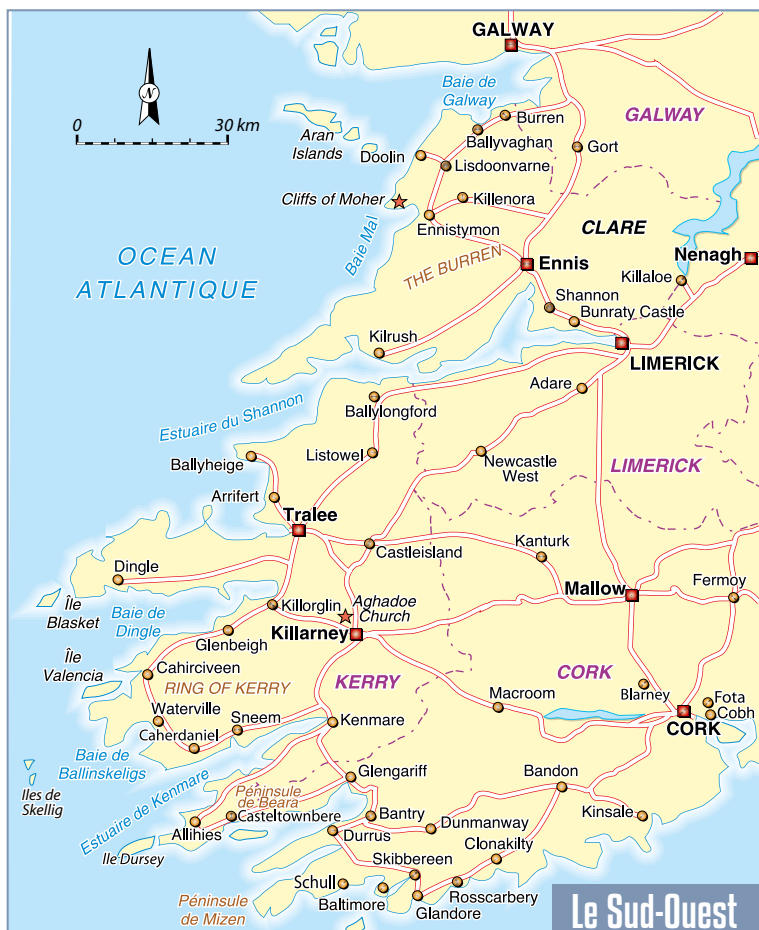 GALWAY
Baie de
Galway
N
0
30 km
Aran
Islands
Burren
Ballyvaghan
GALWAY
Doolin
Gort
Lisdoonvarne
Cliffs of Moher
Killenora
Ennistymon
CLARE
Baie Mal
OCEAN
ATLANTIQUE
THE BURREN
Ennis
Nenagh
Killaloe
Shannon
Bunraty Castle
Kilrush
LIMERICK
Adare
Ballylongford
Estuaire du Shannon
Ballyheige
Listowel
Newcastle
West
LIMERICK
Arrifert
Tralee
Castleisland
Kanturk
Dingle
Mallow
Fermoy
Île
Blasket
Baie de
Dingle
Killorglin
Aghadoe
Church
Killarney
Glenbeigh
Île
Valencia
Cahirciveen
RING OF KERRY
KERRY
CORK
Macroom
Blarney
Fota
Cobh
CORK
Waterville
Sneem
Kenmare
Caherdaniel
Baie de
Ballinskeligs
Iles de
Skellig
Glengariff
Bandon
Estuaire de Kenmare
Péninsule
de Beara
Casteltownbere
Bantry
Kinsale
Allihies
Durrus
Dunmanway
Ile Dursey
Clonakilty
Skibbereen
Schull
Baltimore
Rosscarbery
Glandore
Péninsule
de Mizen
Le Sud-Ouest